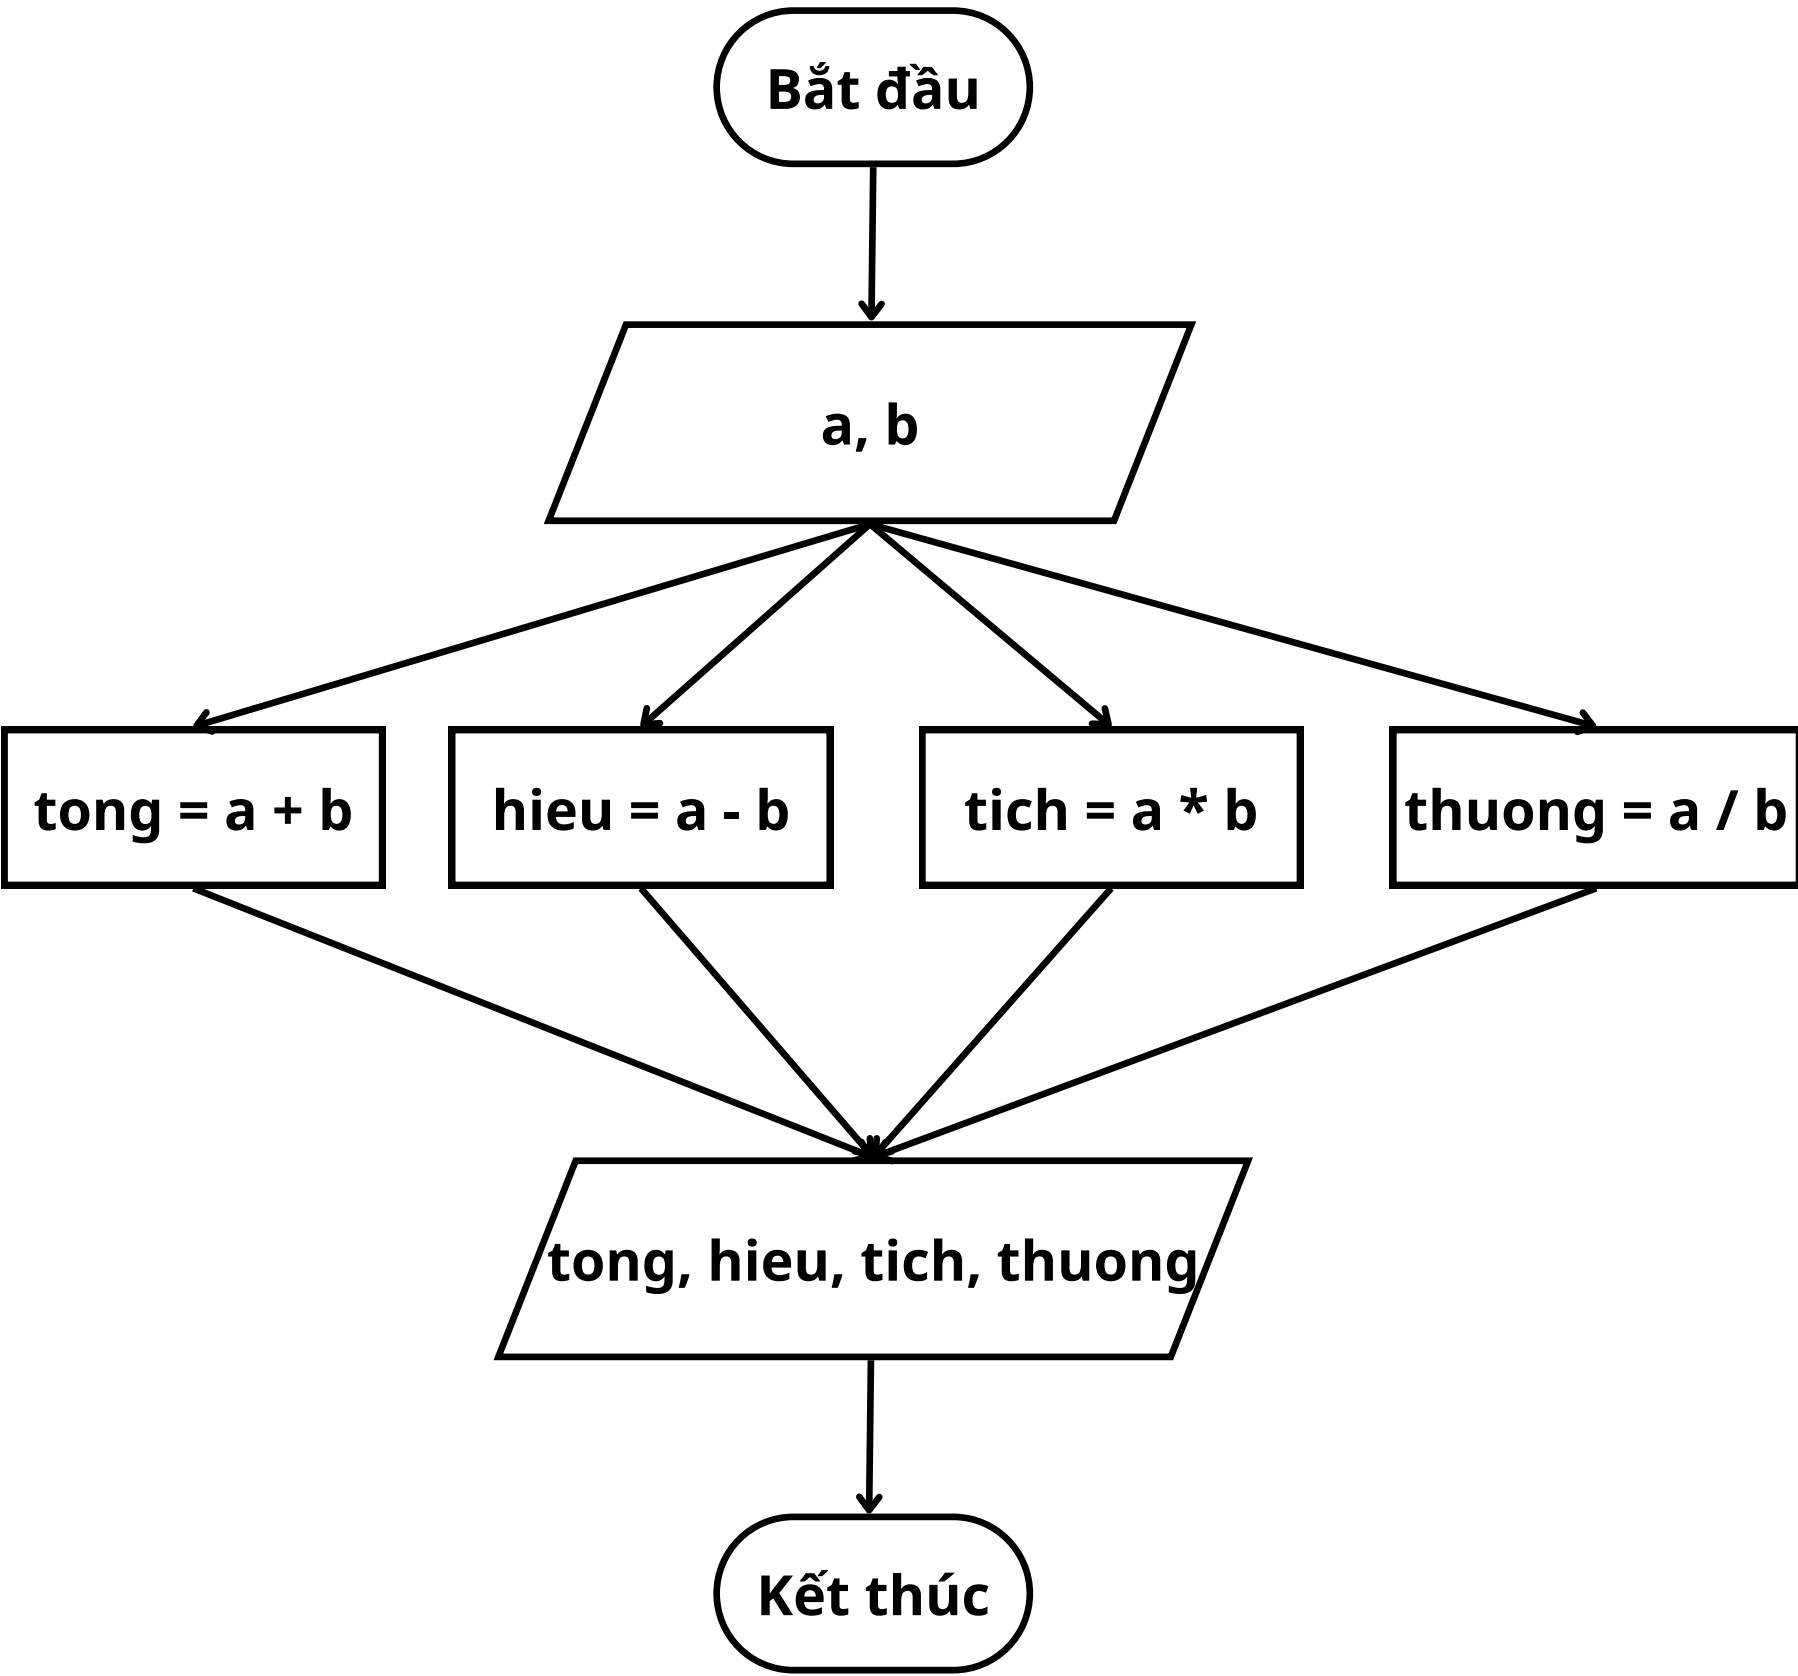 Bắt đầu
a, b
tong = a + b
hieu = a - b
tich = a * b
thuong = a / b
tong, hieu, tich, thuong
Kết thúc